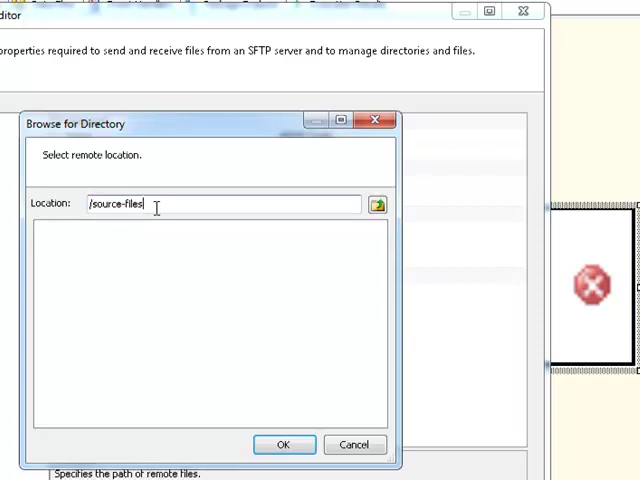 ditor
properties required to send and receive files from an SFTP server and to manage directories and files.
Browse for Directory
Select remote location.
Location: /source-files
OK Cancel
Specifies the path of remote files.